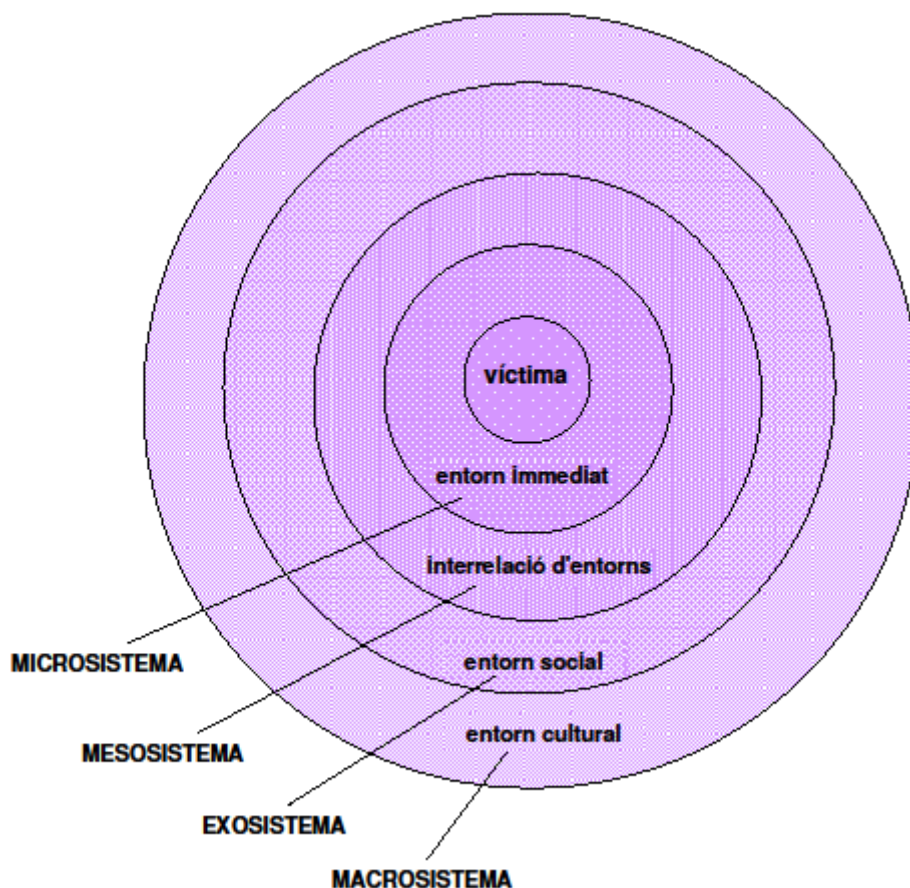 víctima
entorn immediat
interrelació d'entorns
MICROSISTEMA
entorn social
entorn cultural
MESOSISTEMA
EXOSISTEMA
MACROSISTEMA